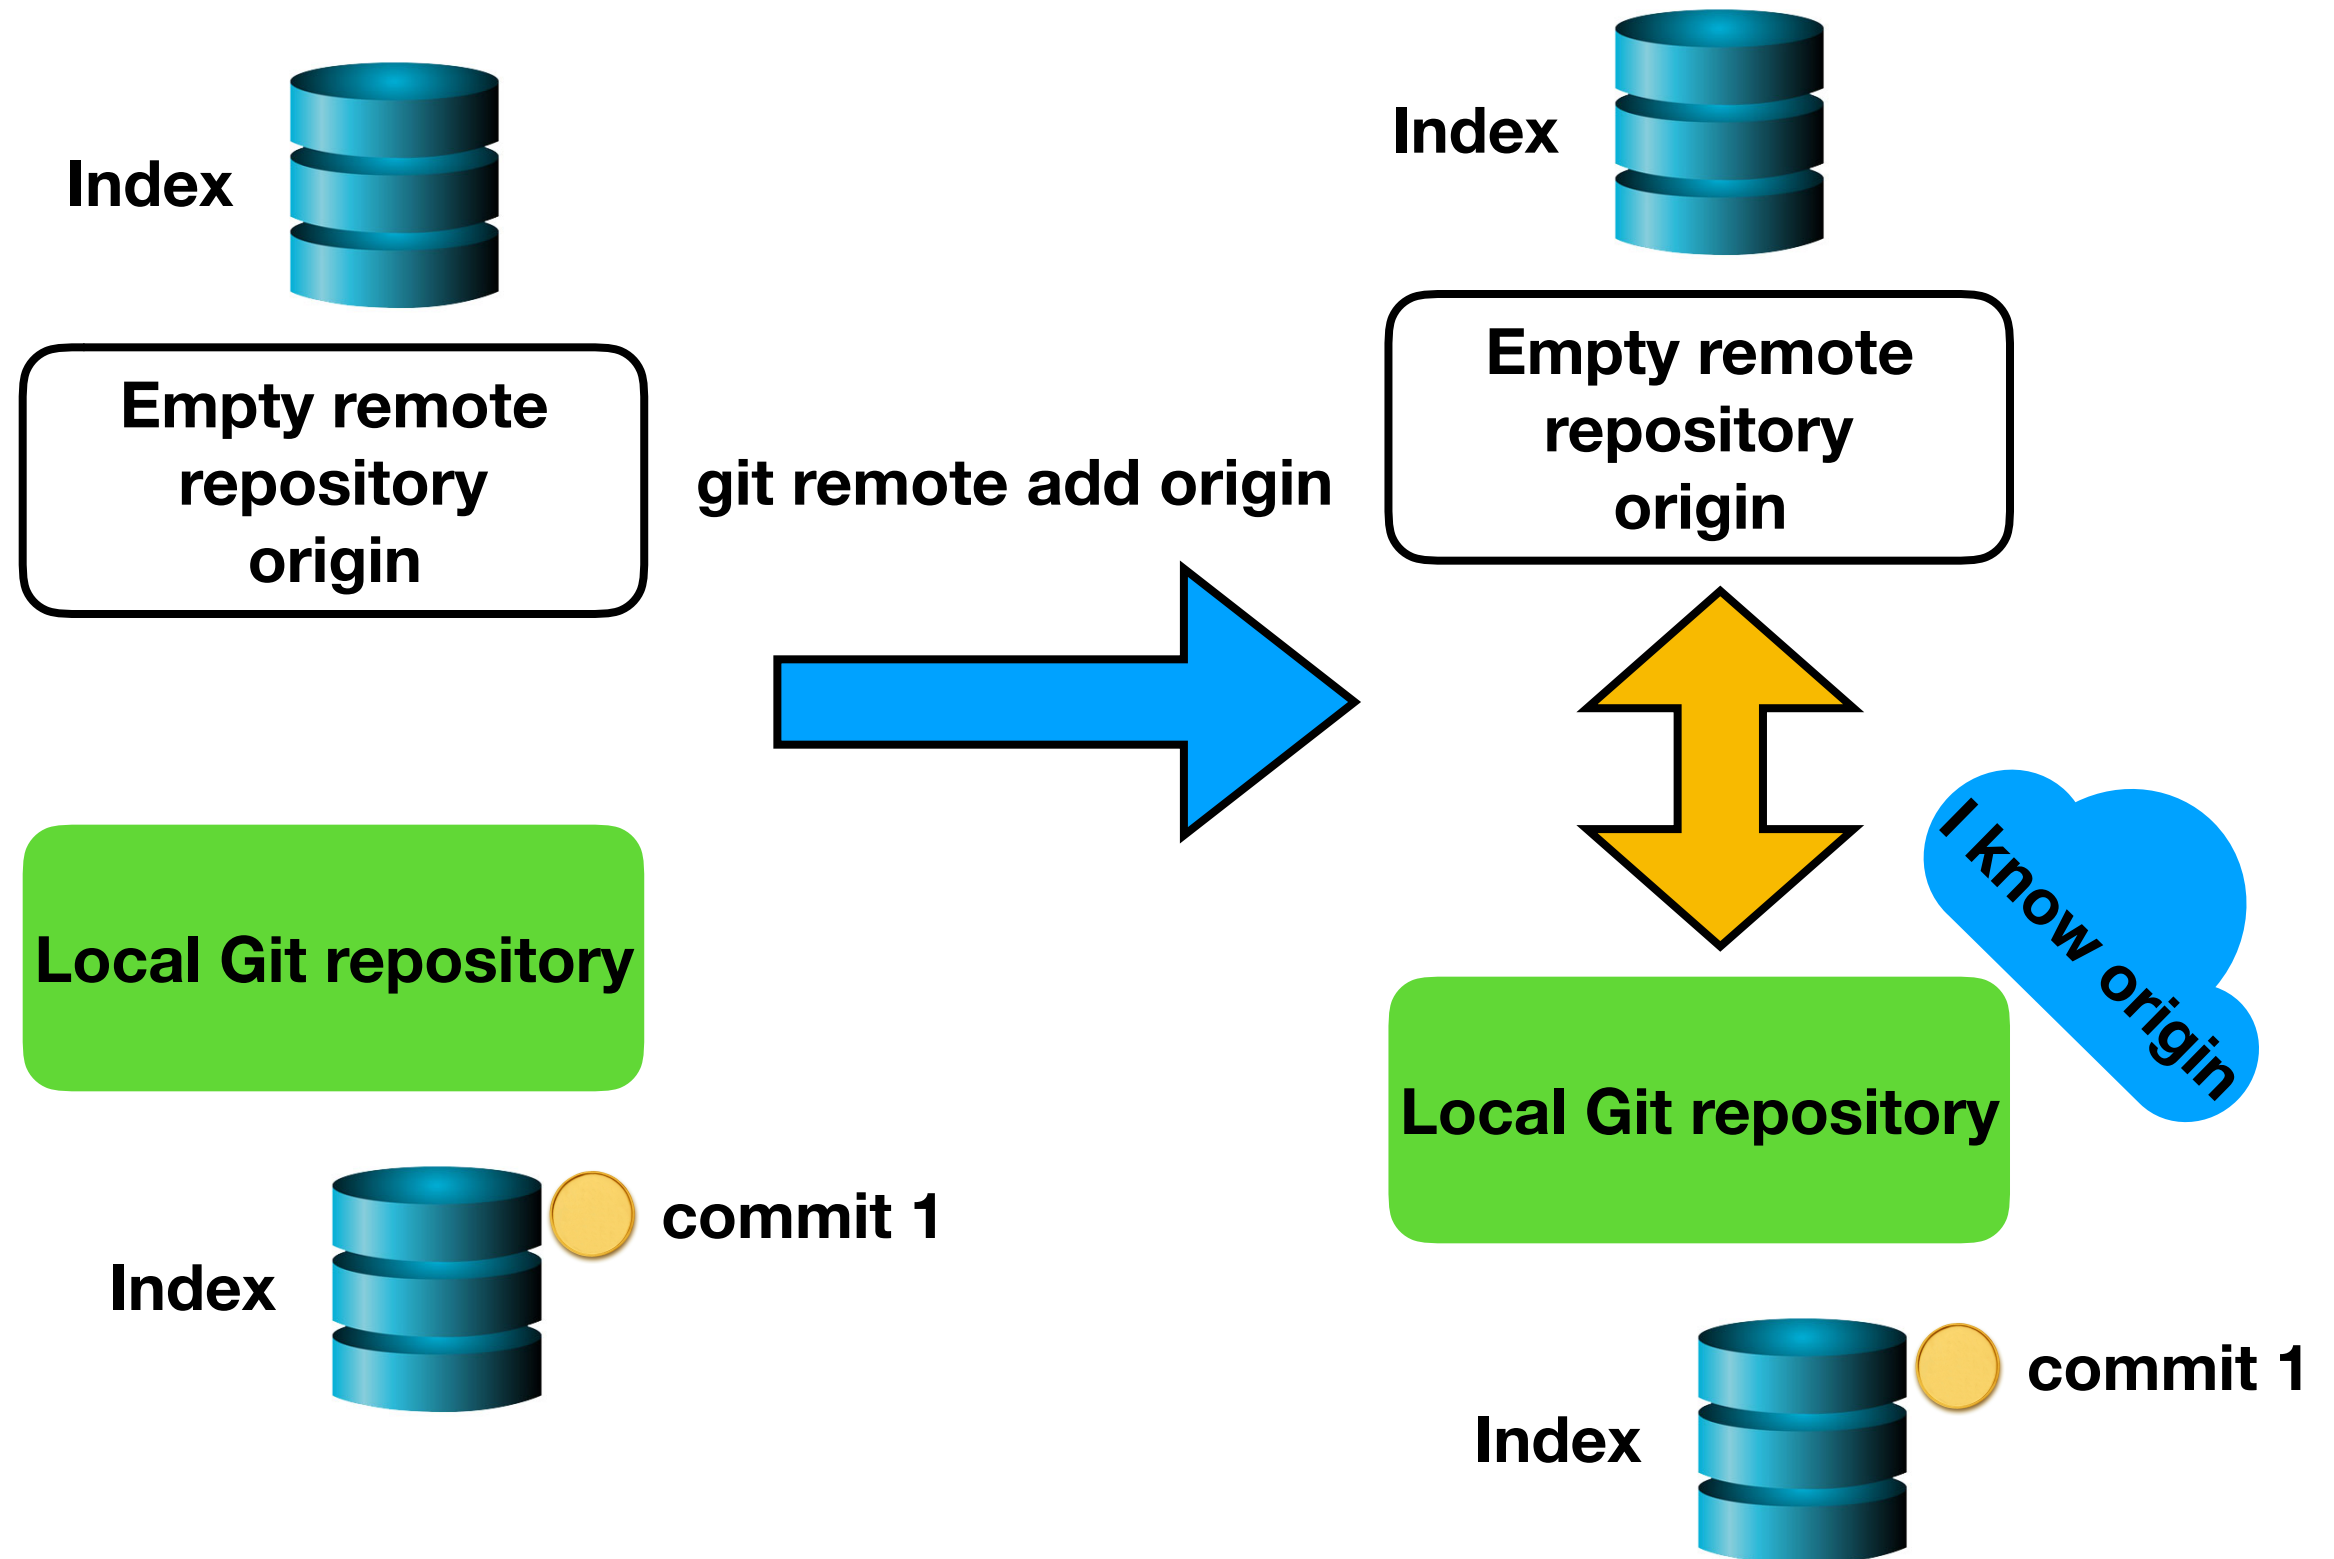 Index
Empty remote
repository
origin
Local Git repository
commit 1
Index
git remote add origin
Index
Empty remote
repository
origin
I know origin
Local Git repository
commit 1
Index